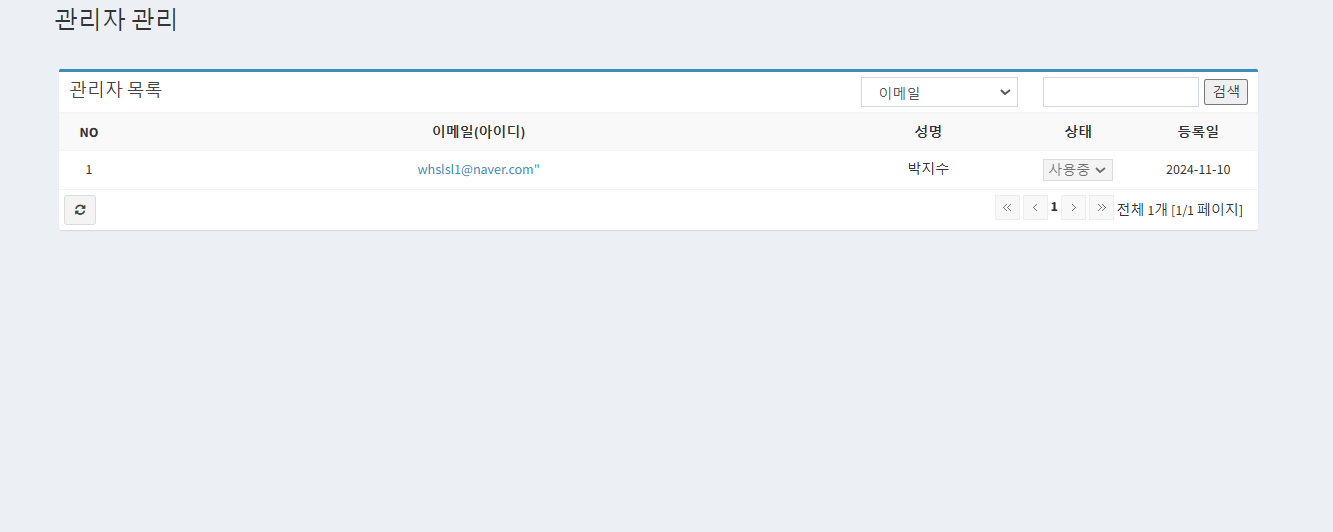 관리자 관리
관리자 목록 이메일 검색
NO 이메일(아이디) 성명 상태 등록일
1 whslsl1@naver.com" 박지수 사용중 2024-11-10
« ‹ 1 › » 전체 1개 [1/1 페이지]